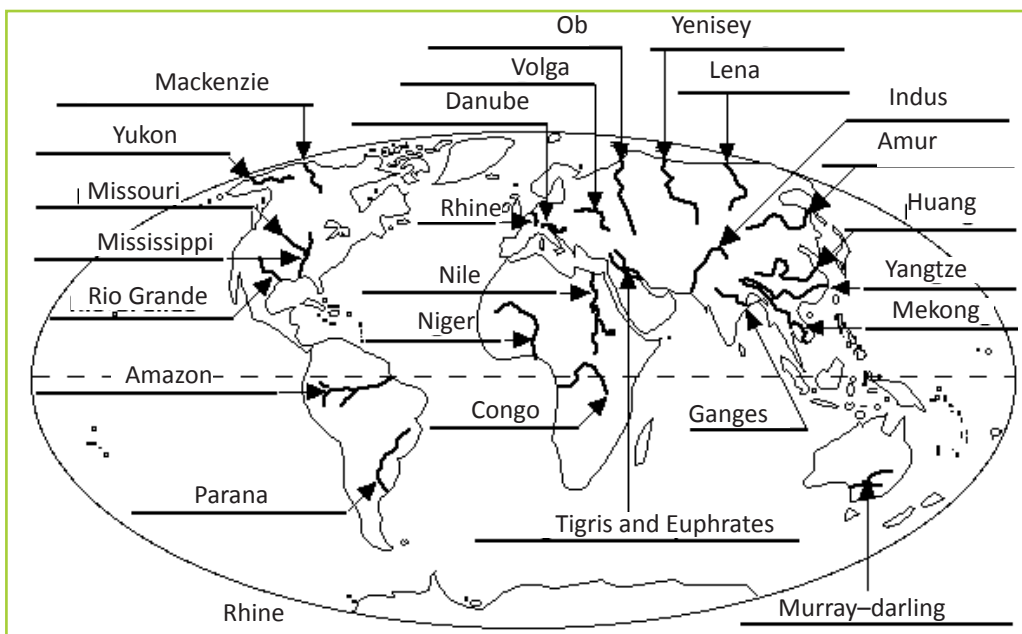 Ob
Yenisey
Volga
Lena
Mackenzie
Danube
Indus
Yukon
Amur
Missouri
Rhine
Huang
Mississippi
Nile
Yangtze
Rio Grande
Niger
Mekong
Amazon
Congo
Ganges
Parana
Tigris and Euphrates
Rhine
Murray–darling